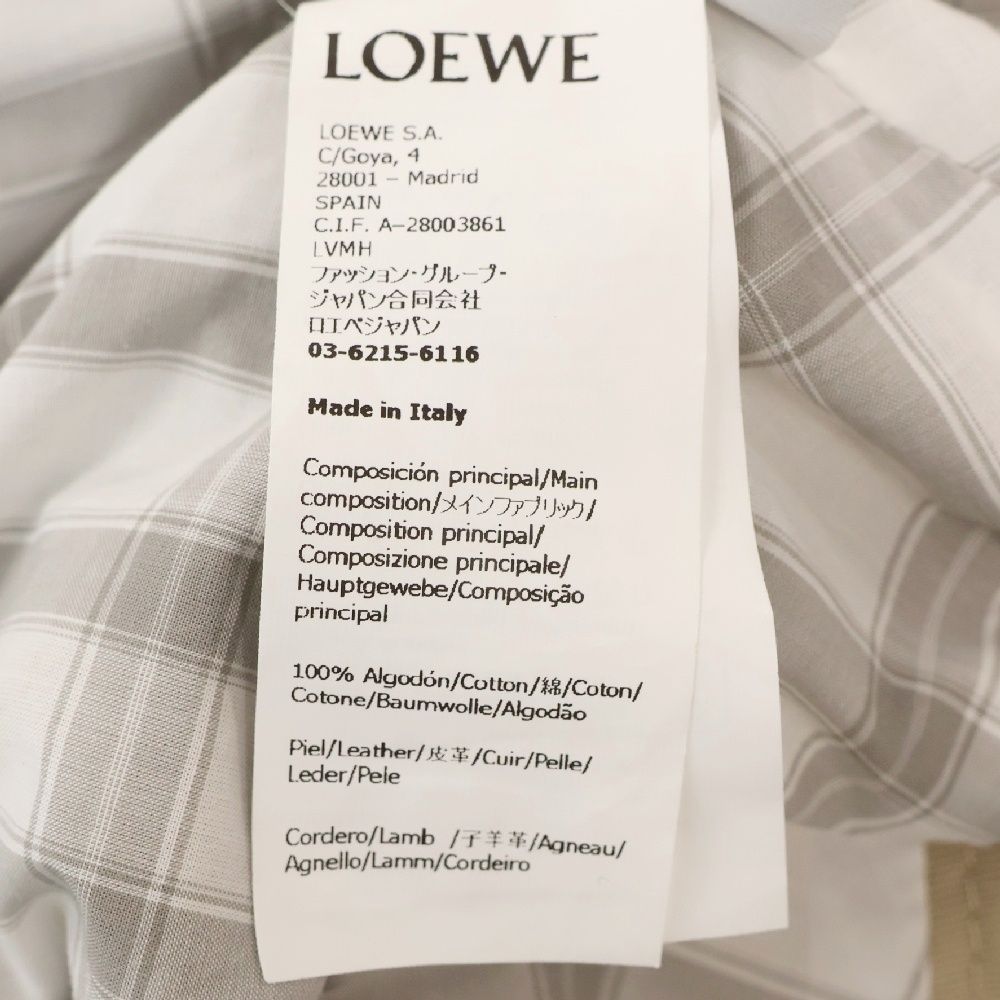 LOEWE
LOEWE S.A.
C/Goya, 4
28001 – Madrid
SPAIN
C.I.F. A–28003861
LVMH
ファッション・グループ・
ジャパン合同会社
ロエベジャパン
03-6215-6116
Made in Italy
Composición principal/Main
composition/メインファブリック/
Composition principal/
Composizione principale/
Hauptgewebe/Composição
principal
100% Algodón/Cotton/綿/Coton/
Cotone/Baumwolle/Algodão
Piel/Leather/皮革/Cuir/Pelle/
Leder/Pele
Cordero/Lamb /子羊革/Agneau/
Agnello/Lamm/Cordeiro